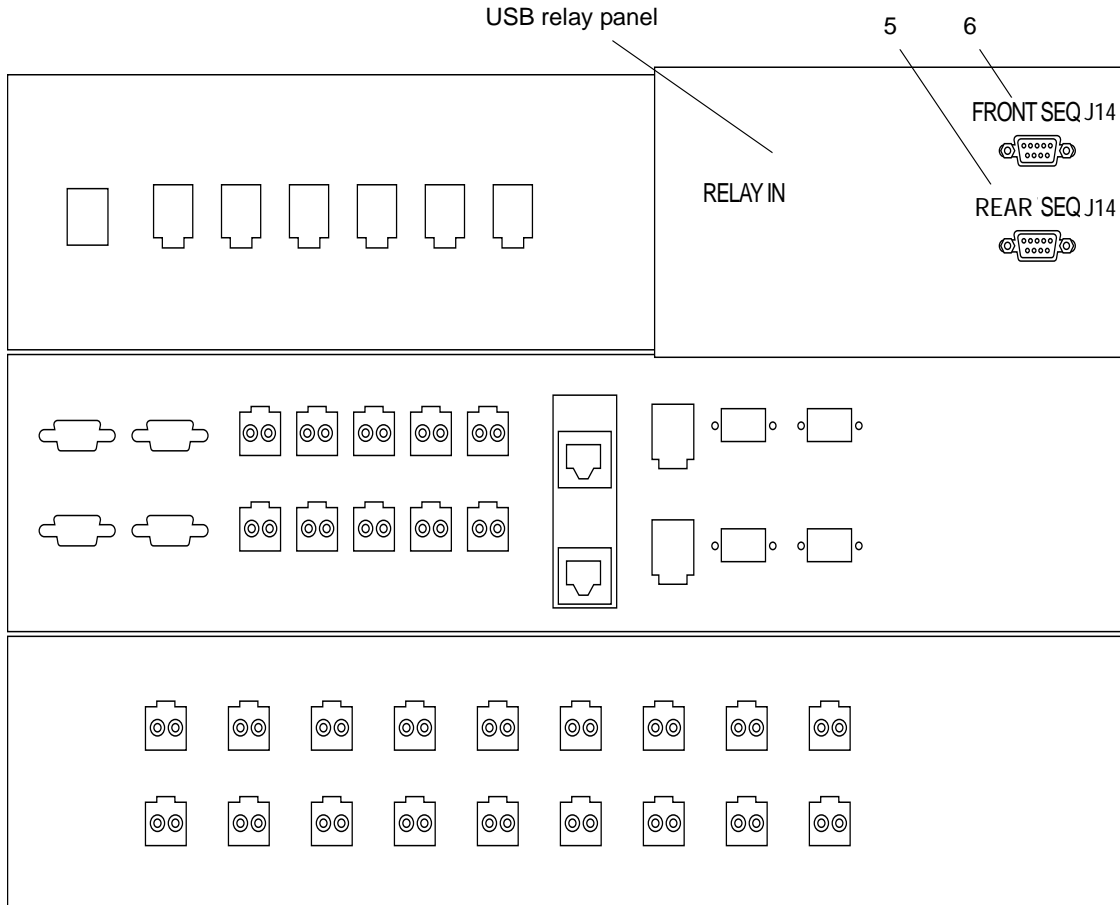 USB relay panel
5 6
FRONT SEQ J14
RELAY IN
REAR SEQ J14